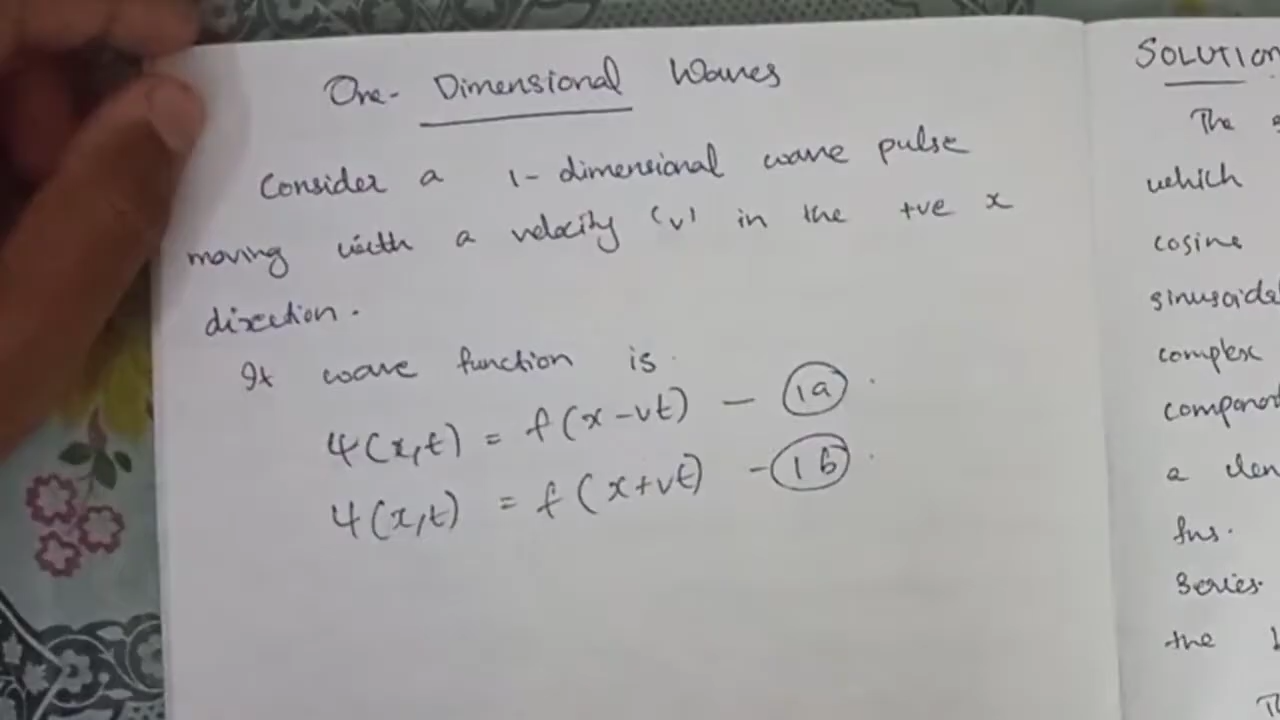 One-Dimensional Waves
Consider a 1-dimensional wave pulse
moving with a velocity 'v' in the +ve x
direction.
It wave function is.
Ψ(x,t) = f(x-vt) - (1a).
Ψ(x,t) = f(x+vt) - (1b).
SOLUTION
The
which
cosine
sinusoidal
complex
a
fns.
Series.
the